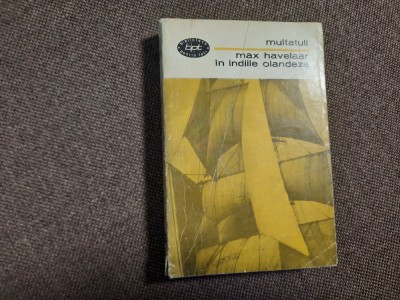 multatuli
max havelaar
în indiile olandeze
bpt